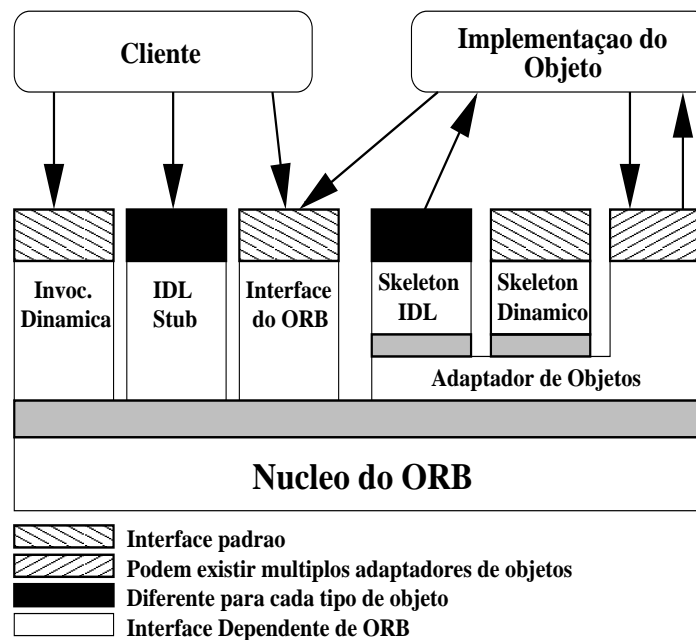 Cliente
Implementaçao do
Objeto
Invoc.
Dinamica
IDL
Stub
Interface
do ORB
Skeleton
IDL
Skeleton
Dinamico
Adaptador de Objetos
Nucleo do ORB
Interface padrao
Podem existir multiplos adaptadores de objetos
Diferente para cada tipo de objeto
Interface Dependente de ORB